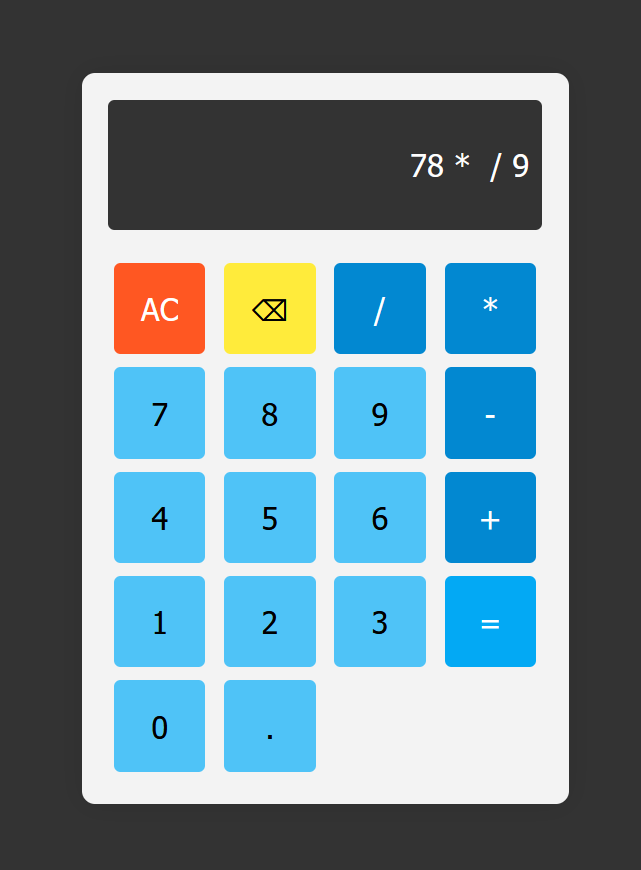 78 *  / 9
AC ⌫ / *
7 8 9 -
4 5 6 +
1 2 3 =
0 .